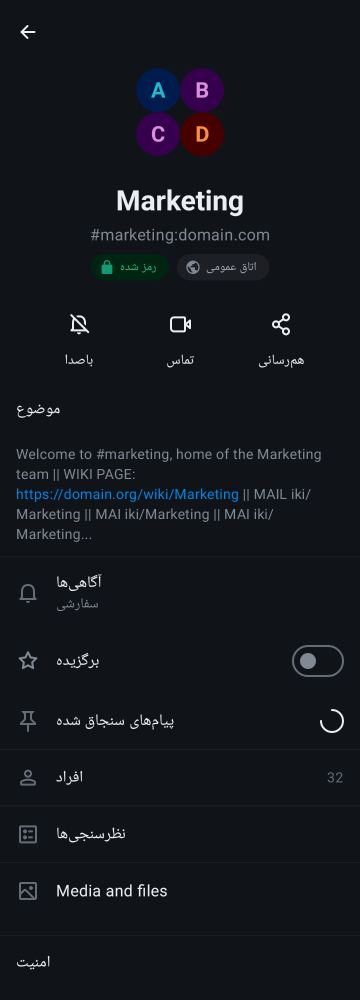 A B
C D
Marketing
#marketing:domain.com
رمز شده
اتاق عمومی
باصدا
تماس
هم‌رسانی
موضوع
Welcome to #marketing, home of the Marketing
team || WIKI PAGE:
https://domain.org/wiki/Marketing || MAIL iki/
Marketing || MAI iki/Marketing || MAI iki/
Marketing...
آگاهی‌ها
سفارشی
برگزیده
پیام‌های سنجاق شده
افراد
32
نظرسنجی‌ها
Media and files
امنیت